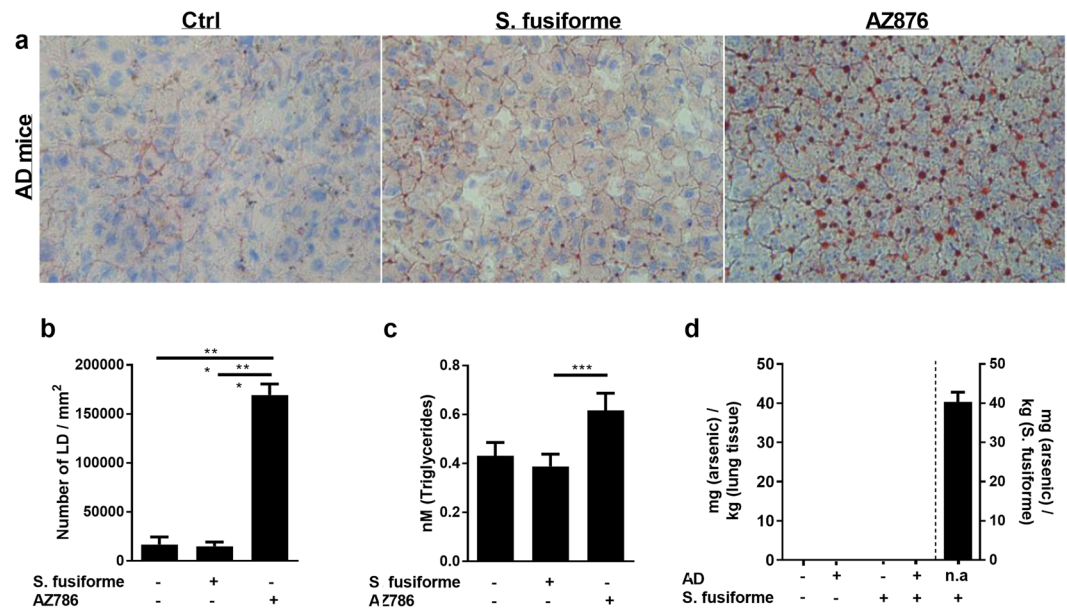 Ctrl S. fusiforme AZ876
a
AD mice
b
Number of LD / mm2
200000
150000
100000
50000
0
**
*
**
*
S. fusiforme - + -
AZ786 - - +
c
nM (Triglycerides)
0.8
0.6
0.4
0.2
0.0
***
S. fusiforme - + -
AZ786 - - +
d
mg (arsenic) /
kg (lung tissue)
50
40
30
20
10
0
50
40
30
20
10
0
mg (arsenic) /
kg (S. fusiforme)
AD - + - + n.a
S. fusiforme - - + + +